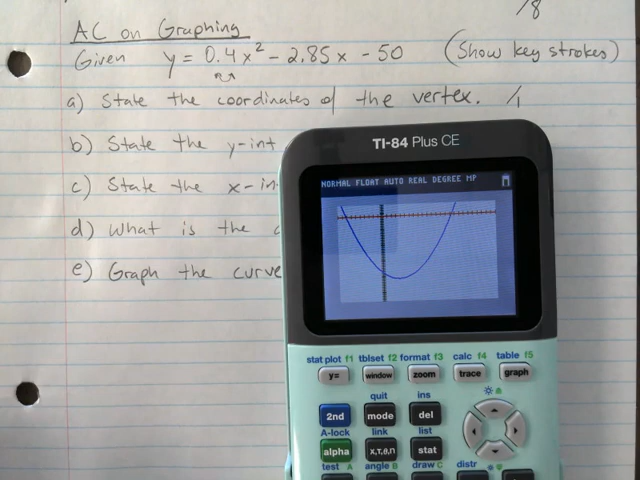 /8
AC on Graphing
Given y = 0.4x² - 2.85x - 50 (Show key strokes)
a) State the coordinates of the vertex. /1
b) State the y-int
c) State the x-in
d) What is the
e) Graph the curve
TI-84 Plus CE
NORMAL FLOAT AUTO REAL DEGREE MP
stat plot f1 tblset f2 format f3 calc f4 table f5
y= window zoom trace graph
quit ins
2nd mode del
A-lock link list
alpha X,T,θ,n stat
test A angle B draw C distr